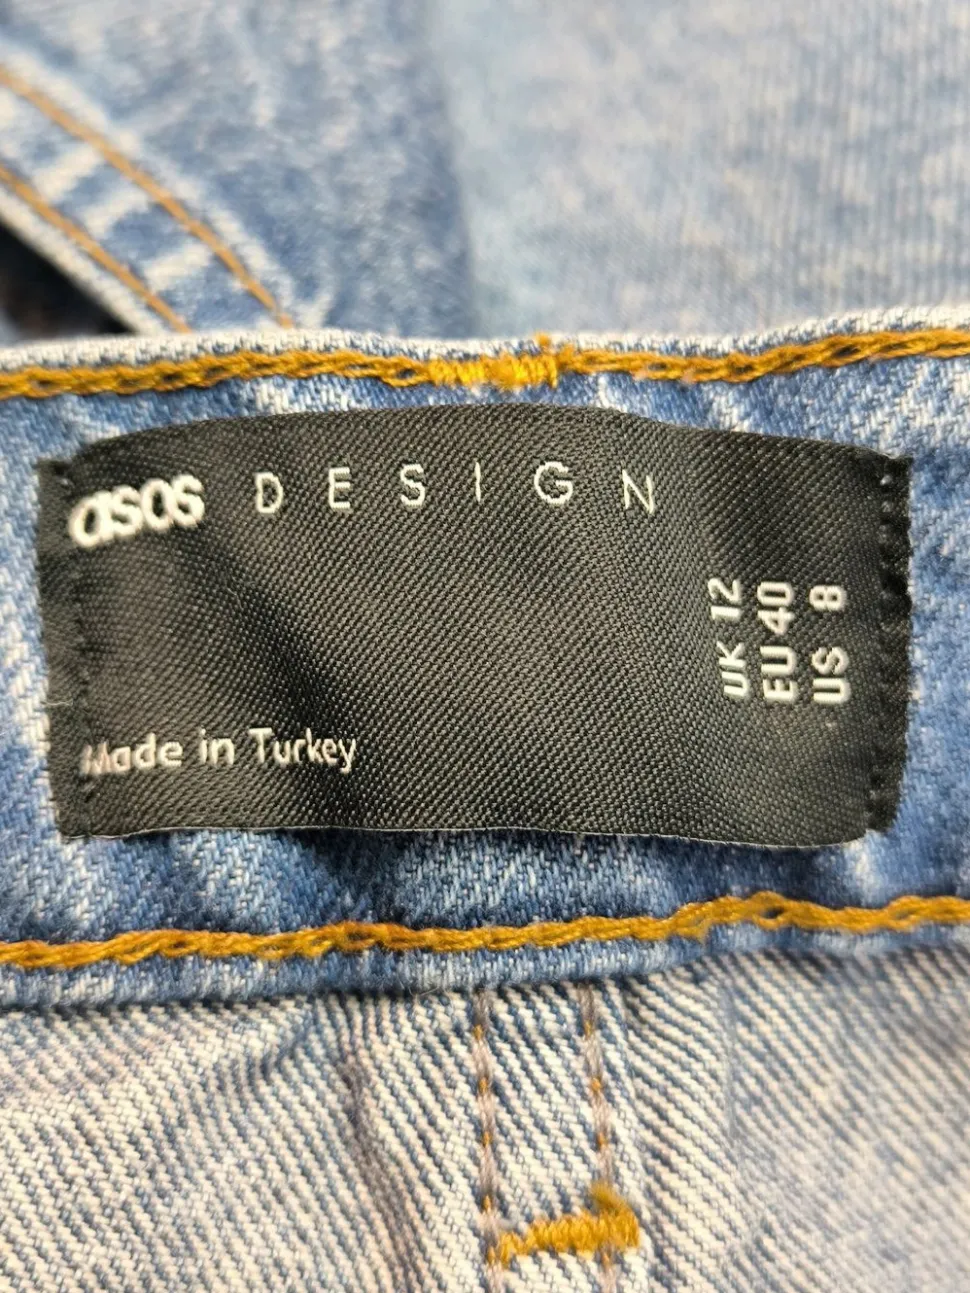 asos DESIGN
UK 12
EU 40
US 8
Made in Turkey